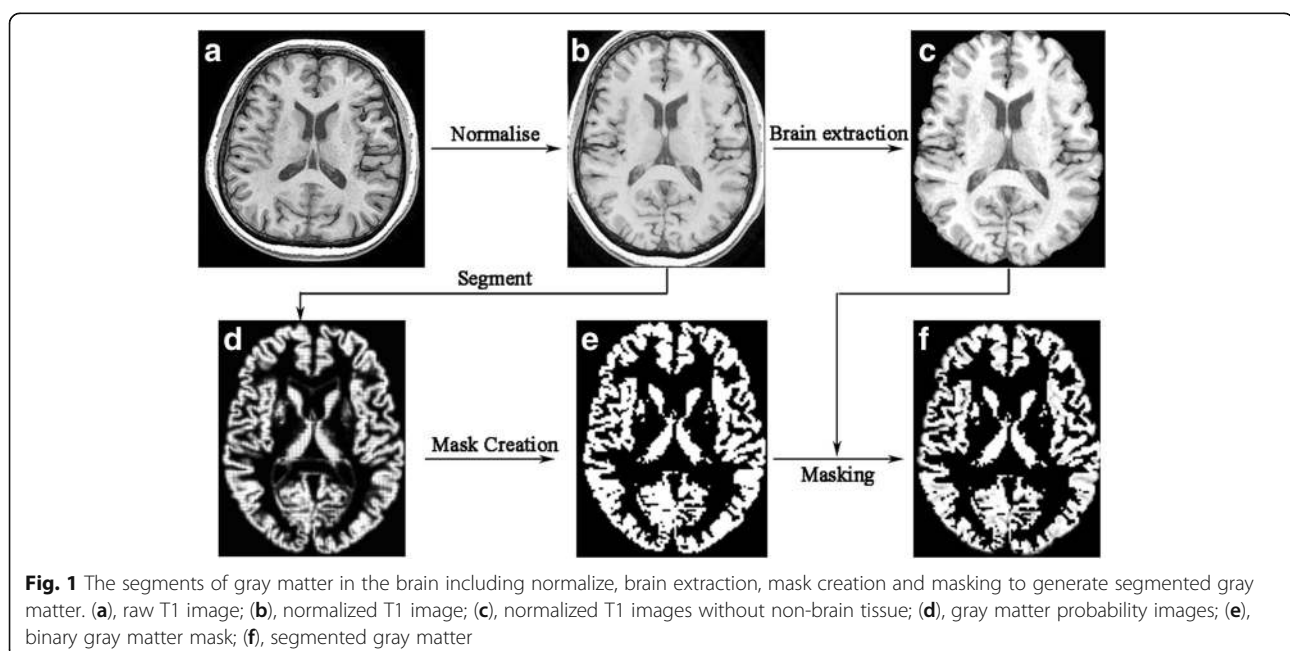 a
Normalise
b
Brain extraction
c
Segment
d
Mask Creation
e
Masking
f
Fig. 1 The segments of gray matter in the brain including normalize, brain extraction, mask creation and masking to generate segmented gray
matter. (a), raw T1 image; (b), normalized T1 image; (c), normalized T1 images without non-brain tissue; (d), gray matter probability images; (e),
binary gray matter mask; (f), segmented gray matter